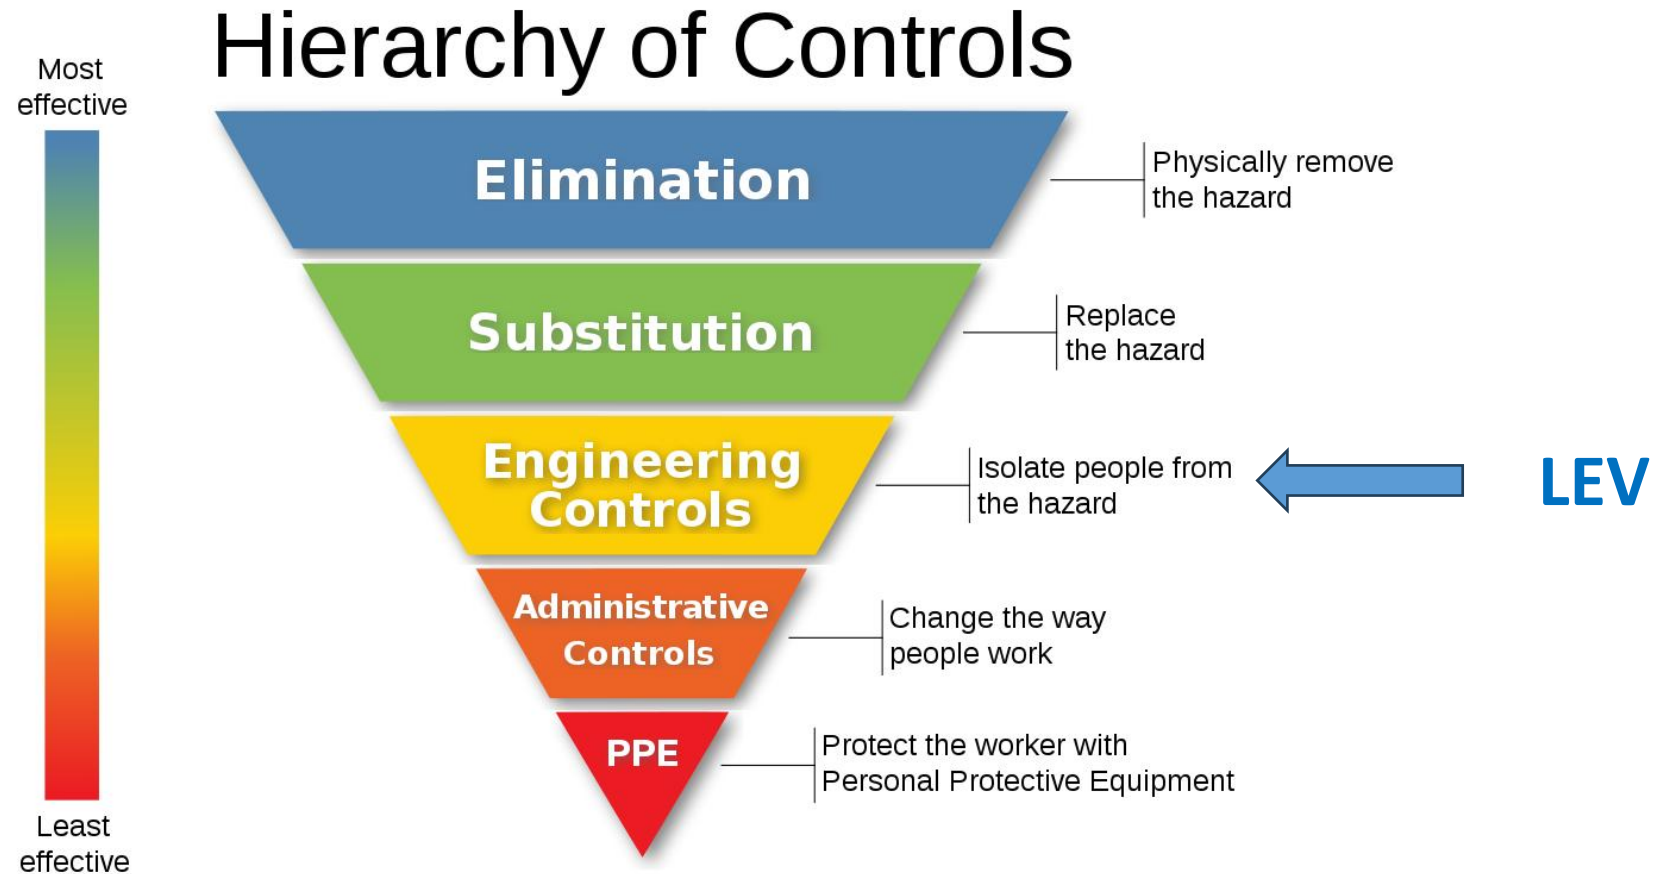 Hierarchy of Controls
Most
effective
Elimination
Physically remove
the hazard
Substitution
Replace
the hazard
Engineering
Controls
Isolate people from
the hazard
LEV
Administrative
Controls
Change the way
people work
PPE
Protect the worker with
Personal Protective Equipment
Least
effective